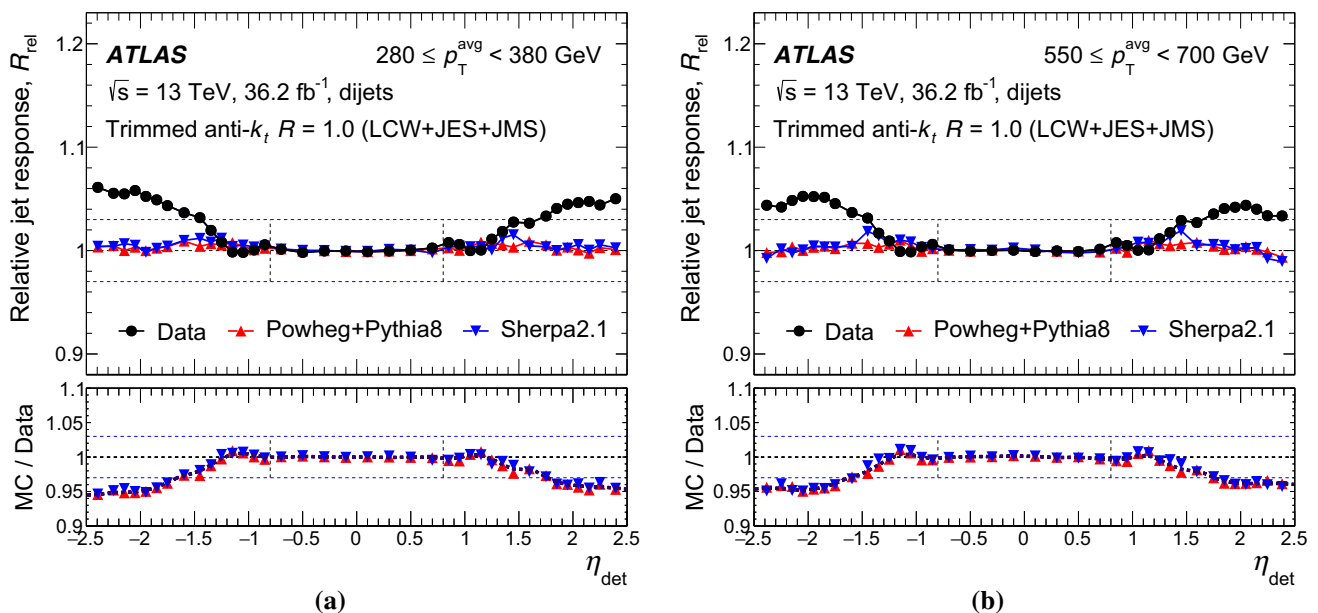 Relative jet response, R_rel
1.2
1.1
1
0.9
ATLAS
280 ≤ p_T^avg < 380 GeV
√s = 13 TeV, 36.2 fb⁻¹, dijets
Trimmed anti-k_t R = 1.0 (LCW+JES+JMS)
Data
Powheg+Pythia8
Sherpa2.1
MC / Data
1.1
1.05
1
0.95
0.9
−2.5 −2 −1.5 −1 −0.5 0 0.5 1 1.5 2 2.5
η_det
(a)
Relative jet response, R_rel
1.2
1.1
1
0.9
ATLAS
550 ≤ p_T^avg < 700 GeV
√s = 13 TeV, 36.2 fb⁻¹, dijets
Trimmed anti-k_t R = 1.0 (LCW+JES+JMS)
Data
Powheg+Pythia8
Sherpa2.1
MC / Data
1.1
1.05
1
0.95
0.9
−2.5 −2 −1.5 −1 −0.5 0 0.5 1 1.5 2 2.5
η_det
(b)